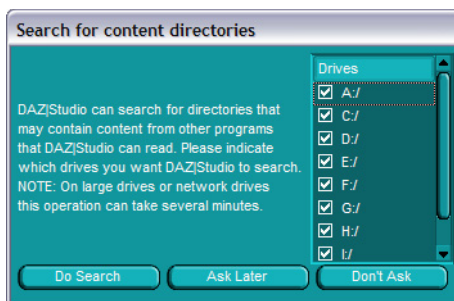 Search for content directories
DAZ|Studio can search for directories that
may contain content from other programs
that DAZ|Studio can read. Please indicate
which drives you want DAZ|Studio to search.
NOTE: On large drives or network drives
this operation can take several minutes.
Drives
A:/
C:/
D:/
E:/
F:/
G:/
H:/
I:/
Do Search
Ask Later
Don't Ask